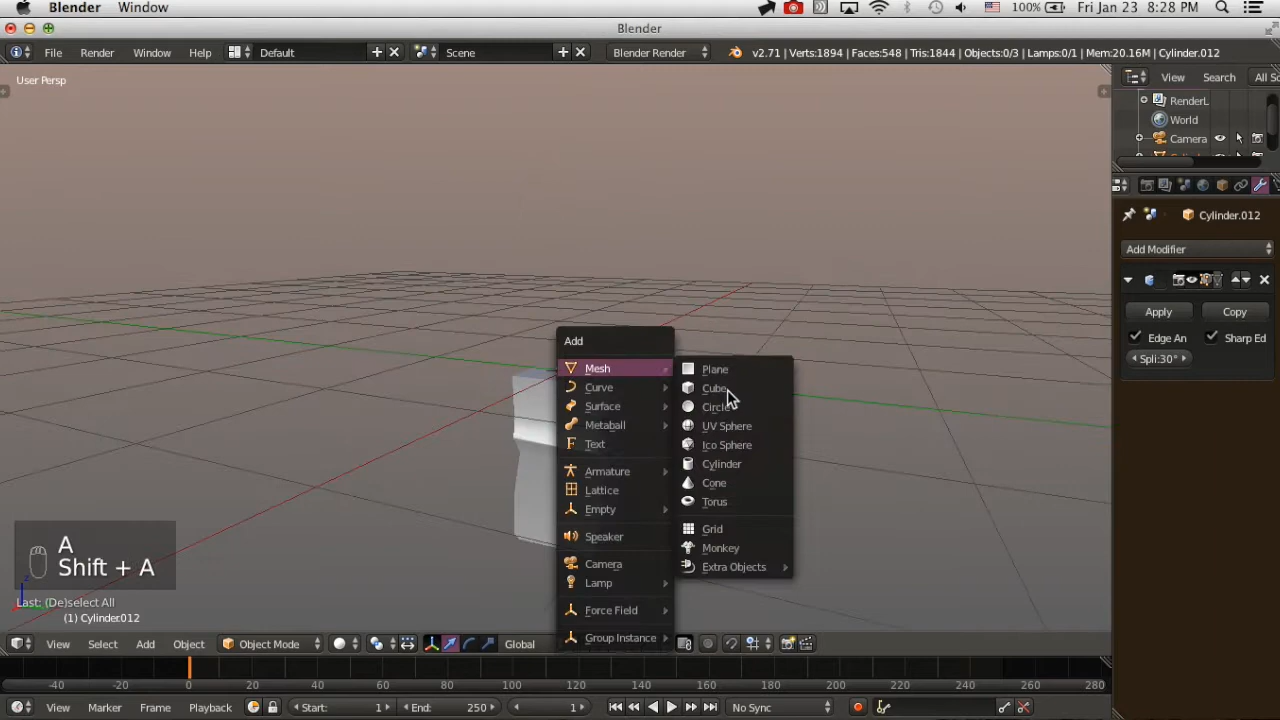 Blender Window 100% Fri Jan 23 8:28 PM
Blender
File Render Window Help Default Scene Blender Render v2.71 | Verts:1894 | Faces:548 | Tris:1844 | Objects:0/3 | Lamps:0/1 | Mem:20.16M | Cylinder.012
User Persp
View Search All Sc
RenderL
World
Camera
Cylinder.012
Add Modifier
Apply Copy
Edge An Sharp Ed
Spli:30°
Add
Mesh
Curve
Surface
Metaball
Text
Armature
Lattice
Empty
Speaker
Camera
Lamp
Force Field
Group Instance
Plane
Cube
Circle
UV Sphere
Ico Sphere
Cylinder
Cone
Torus
Grid
Monkey
Extra Objects
A
Shift + A
Last: (De)select All
(1) Cylinder.012
View Select Add Object Object Mode Global
-40 -20 0 20 40 60 80 100 120 140 160 180 200 220 240 260 280
View Marker Frame Playback Start: 1 End: 250 1 No Sync